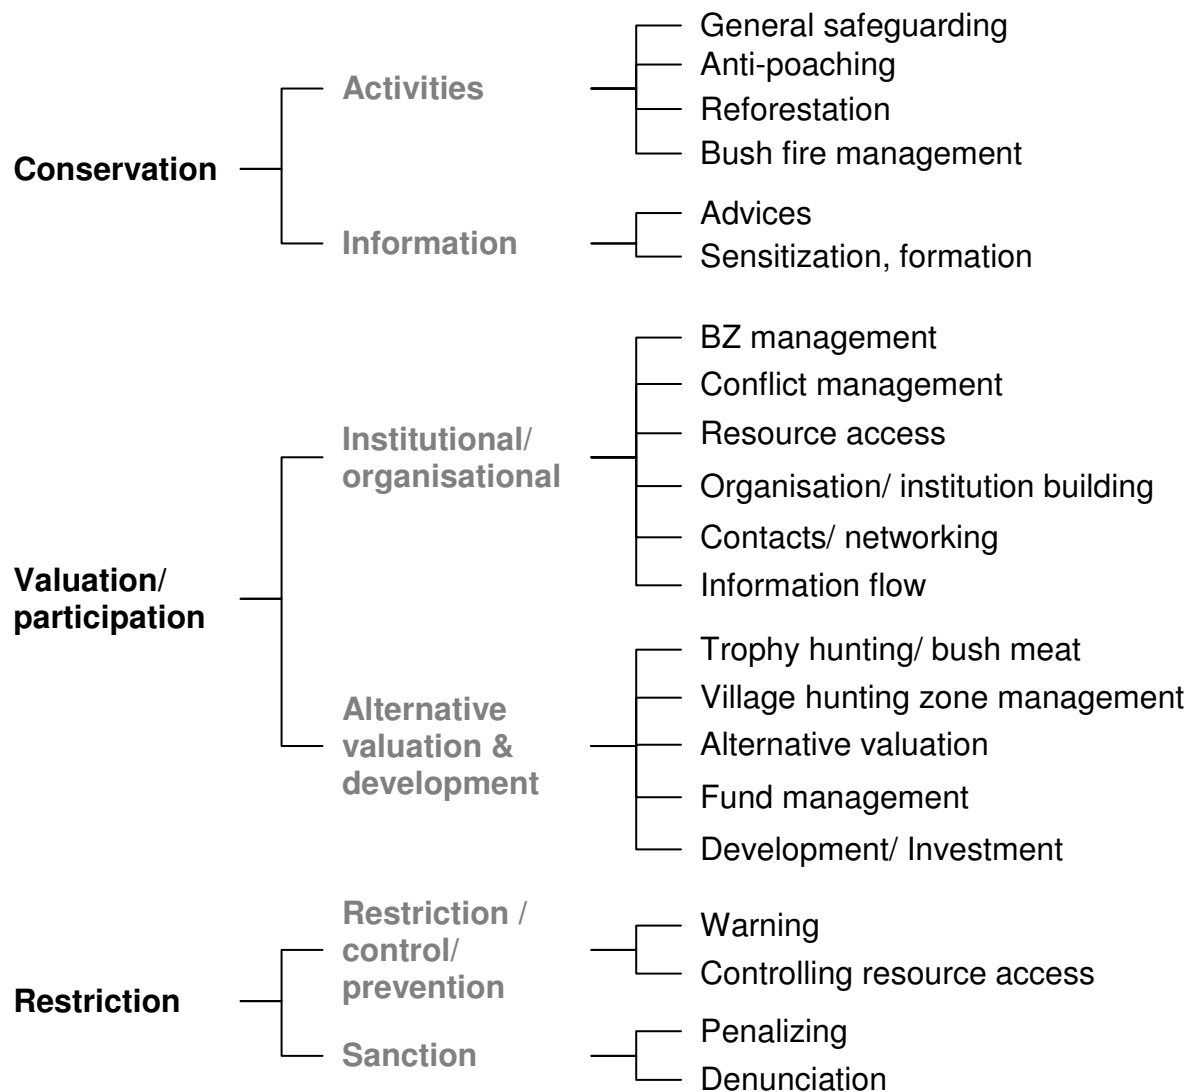 Conservation
Activities
General safeguarding
Anti-poaching
Reforestation
Bush fire management
Information
Advices
Sensitization, formation
Valuation/
participation
Institutional/
organisational
BZ management
Conflict management
Resource access
Organisation/ institution building
Contacts/ networking
Information flow
Alternative
valuation &
development
Trophy hunting/ bush meat
Village hunting zone management
Alternative valuation
Fund management
Development/ Investment
Restriction
Restriction /
control/
prevention
Warning
Controlling resource access
Sanction
Penalizing
Denunciation